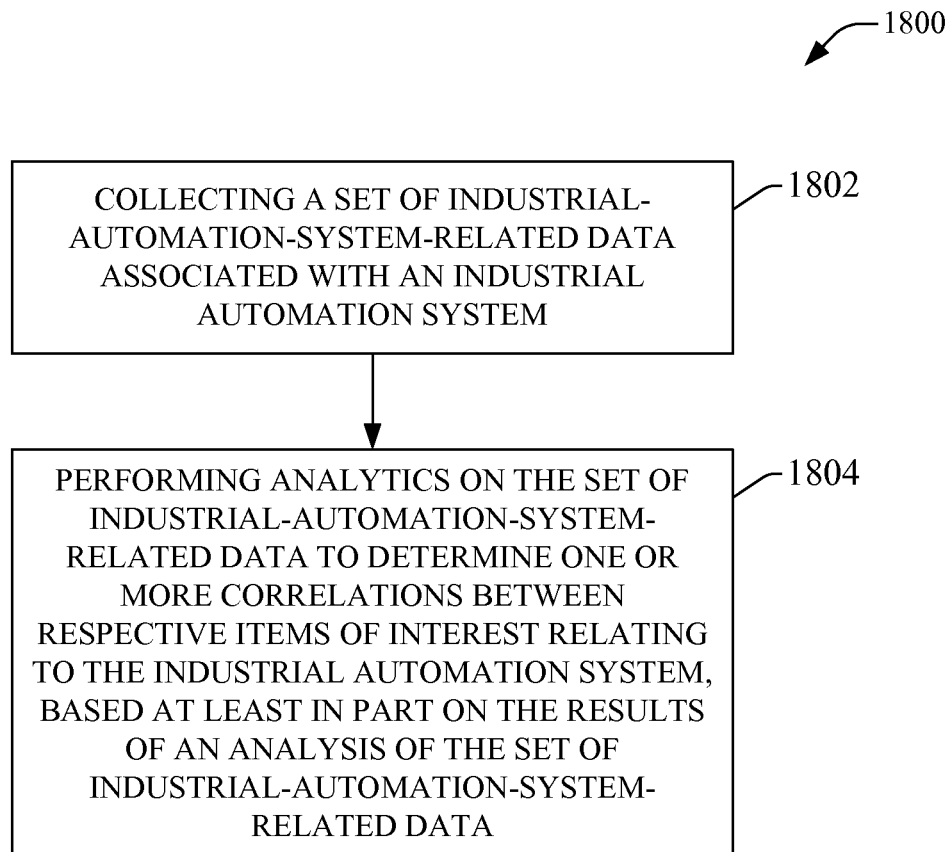 1800
1802
COLLECTING A SET OF INDUSTRIAL-
AUTOMATION-SYSTEM-RELATED DATA
ASSOCIATED WITH AN INDUSTRIAL
AUTOMATION SYSTEM
1804
PERFORMING ANALYTICS ON THE SET OF
INDUSTRIAL-AUTOMATION-SYSTEM-
RELATED DATA TO DETERMINE ONE OR
MORE CORRELATIONS BETWEEN
RESPECTIVE ITEMS OF INTEREST RELATING
TO THE INDUSTRIAL AUTOMATION SYSTEM,
BASED AT LEAST IN PART ON THE RESULTS
OF AN ANALYSIS OF THE SET OF
INDUSTRIAL-AUTOMATION-SYSTEM-
RELATED DATA